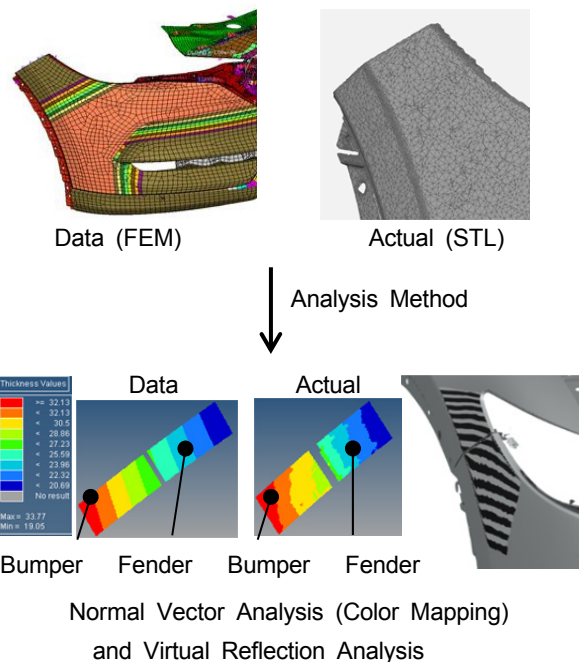 Data (FEM)
Actual (STL)
Analysis Method
Thickness Values
>= 32.13
< 32.13
< 30.5
< 28.86
< 27.23
< 25.59
< 23.96
< 22.32
< 20.69
No result
Max = 33.77
Min = 19.05
Data
Actual
Bumper
Fender
Bumper
Fender
Normal Vector Analysis (Color Mapping)
and Virtual Reflection Analysis